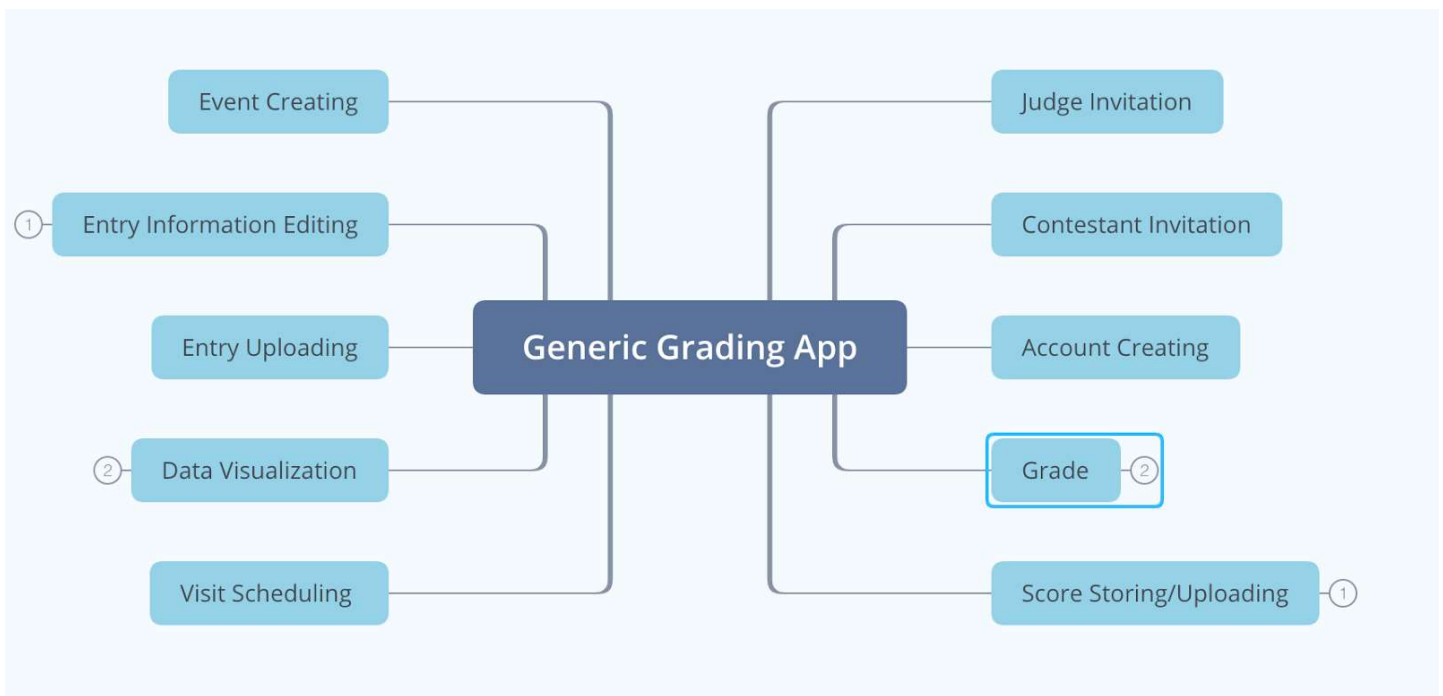 Event Creating
Judge Invitation
1
Entry Information Editing
Contestant Invitation
Entry Uploading
Generic Grading App
Account Creating
2
Data Visualization
Grade
2
Visit Scheduling
Score Storing/Uploading
1